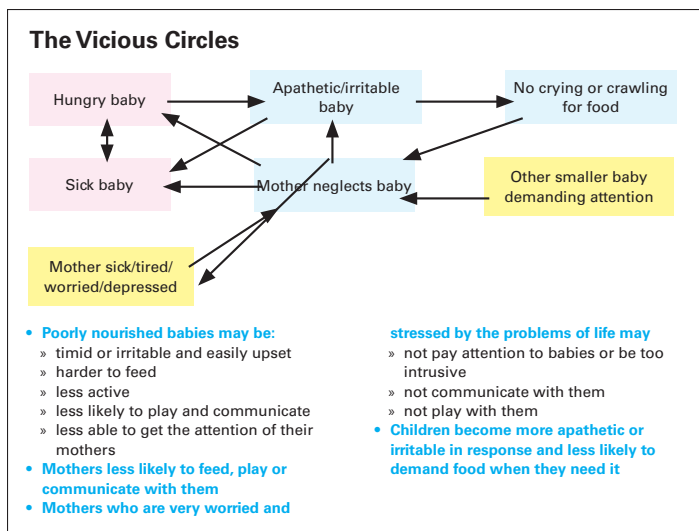 The Vicious Circles
Hungry baby
Apathetic/irritable
baby
No crying or crawling
for food
Sick baby
Mother neglects baby
Other smaller baby
demanding attention
Mother sick/tired/
worried/depressed
• Poorly nourished babies may be:
» timid or irritable and easily upset
» harder to feed
» less active
» less likely to play and communicate
» less able to get the attention of their
mothers
• Mothers less likely to feed, play or
communicate with them
• Mothers who are very worried and
stressed by the problems of life may
» not pay attention to babies or be too
intrusive
» not communicate with them
» not play with them
• Children become more apathetic or
irritable in response and less likely to
demand food when they need it